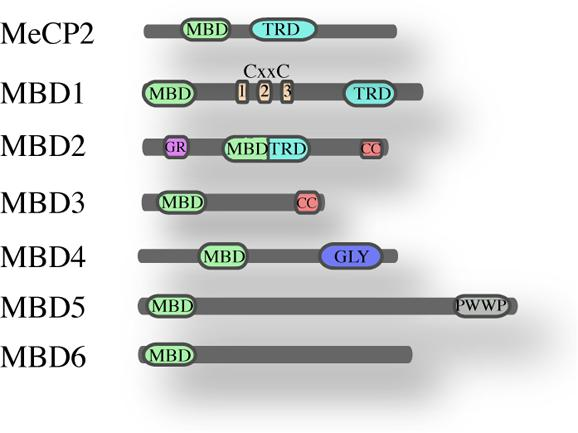 MeCP2 MBD TRD
CxxC
MBD1 MBD 1 2 3 TRD
MBD2 GR MBD TRD CC
MBD3 MBD CC
MBD4 MBD GLY
MBD5 MBD PWWP
MBD6 MBD